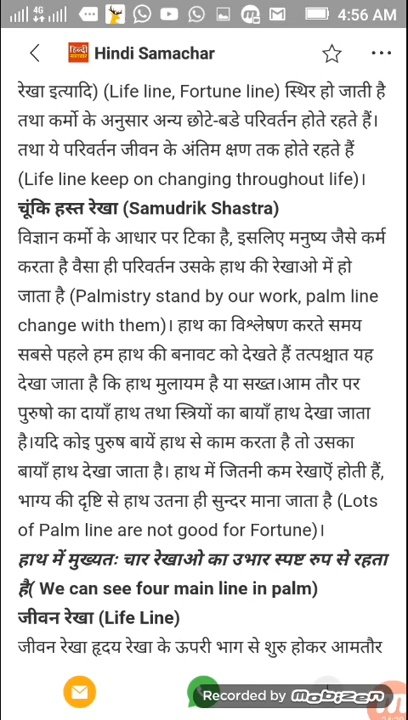 4G
4:56 AM
हिन्दी
Hindi Samachar
रेखा इत्यादि) (Life line, Fortune line) स्थिर हो जाती है
तथा कर्मो के अनुसार अन्य छोटे-बडे परिवर्तन होते रहते हैं।
तथा ये परिवर्तन जीवन के अंतिम क्षण तक होते रहते हैं
(Life line keep on changing throughout life)।
चूंकि हस्त रेखा (Samudrik Shastra)
विज्ञान कर्मो के आधार पर टिका है, इसलिए मनुष्य जैसे कर्म
करता है वैसा ही परिवर्तन उसके हाथ की रेखाओ में हो
जाता है (Palmistry stand by our work, palm line
change with them)। हाथ का विश्लेषण करते समय
सबसे पहले हम हाथ की बनावट को देखते हैं तत्पश्चात यह
देखा जाता है कि हाथ मुलायम है या सख्त।आम तौर पर
पुरुषो का दायाँ हाथ तथा स्त्रियों का बायाँ हाथ देखा जाता
है।यदि कोइ पुरुष बायें हाथ से काम करता है तो उसका
बायाँ हाथ देखा जाता है। हाथ में जितनी कम रेखाऐं होती हैं,
भाग्य की दृष्टि से हाथ उतना ही सुन्दर माना जाता है (Lots
of Palm line are not good for Fortune)।
हाथ में मुख्यतः चार रेखाओ का उभार स्पष्ट रुप से रहता
है( We can see four main line in palm)
जीवन रेखा (Life Line)
जीवन रेखा हृदय रेखा के ऊपरी भाग से शुरु होकर आमतौर
Recorded by mobizen